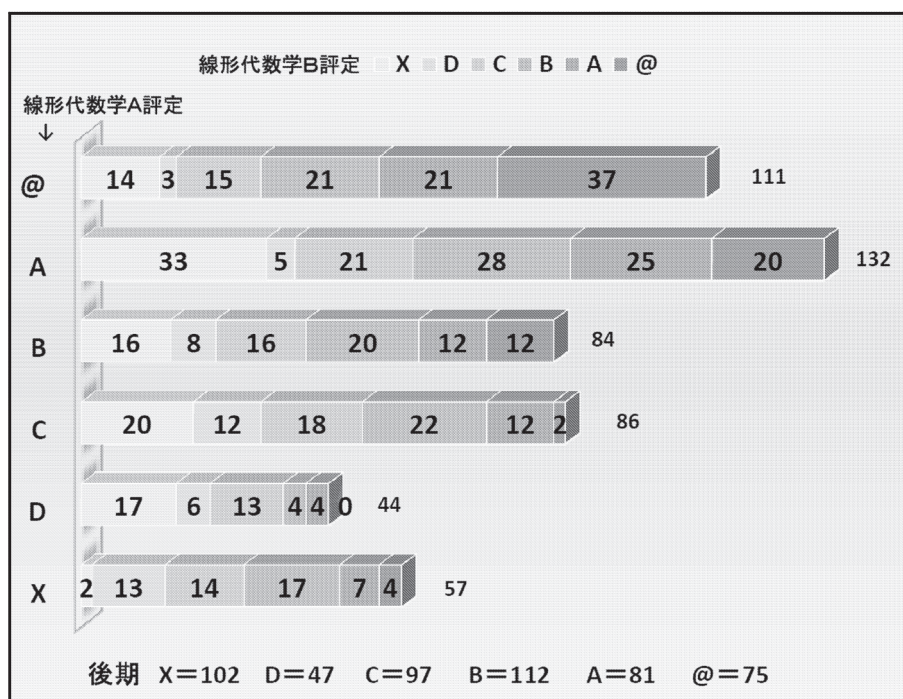 線形代数学B評定 X D C B A @
線形代数学A評定
↓
@ 14 3 15 21 21 37 111
A 33 5 21 28 25 20 132
B 16 8 16 20 12 12 84
C 20 12 18 22 12 2 86
D 17 6 13 4 4 0 44
X 2 13 14 17 7 4 57
後期 X＝102 D＝47 C＝97 B＝112 A＝81 @＝75